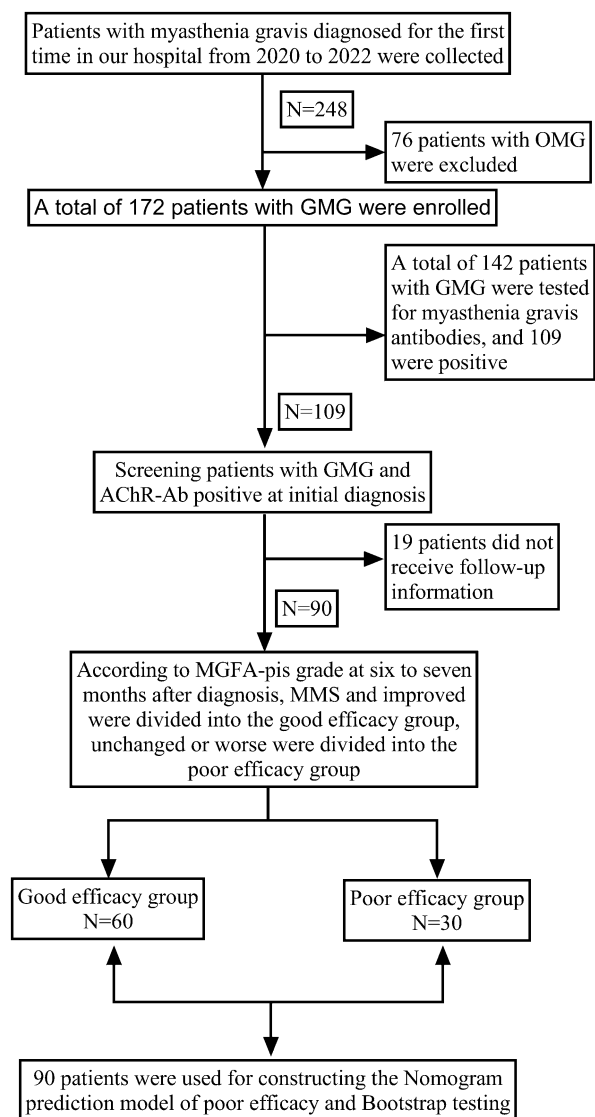 Patients with myasthenia gravis diagnosed for the first
time in our hospital from 2020 to 2022 were collected
N=248
76 patients with OMG
were excluded
A total of 172 patients with GMG were enrolled
A total of 142 patients
with GMG were tested
for myasthenia gravis
antibodies, and 109
were positive
N=109
Screening patients with GMG and
AChR-Ab positive at initial diagnosis
19 patients did not
receive follow-up
information
N=90
According to MGFA-pis grade at six to seven
months after diagnosis, MMS and improved
were divided into the good efficacy group,
unchanged or worse were divided into the
poor efficacy group
Good efficacy group
N=60
Poor efficacy group
N=30
90 patients were used for constructing the Nomogram
prediction model of poor efficacy and Bootstrap testing